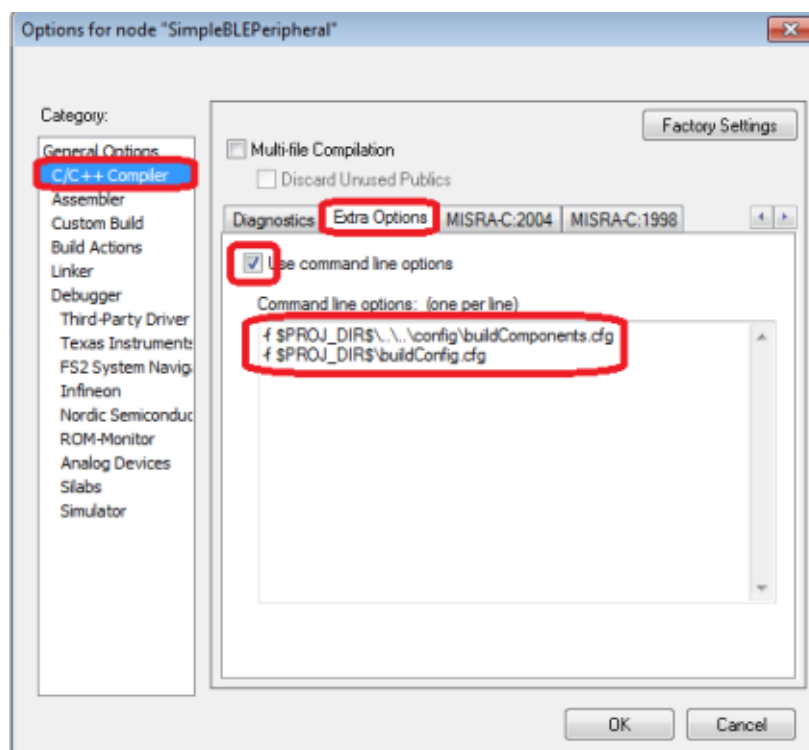 Options for node "SimpleBLEPeripheral"
Category:
Factory Settings
General Options
C/C++ Compiler
Assembler
Custom Build
Build Actions
Linker
Debugger
Third-Party Driver
Texas Instruments
FS2 System Navig
Infineon
Nordic Semiconduc
ROM-Monitor
Analog Devices
Silabs
Simulator
Multi-file Compilation
Discard Unused Publics
Diagnostics Extra Options MISRA-C:2004 MISRA-C:1998
Use command line options
Command line options: (one per line)
-f $PROJ_DIR$\..\..\config\buildComponents.cfg
-f $PROJ_DIR$\buildConfig.cfg
OK Cancel